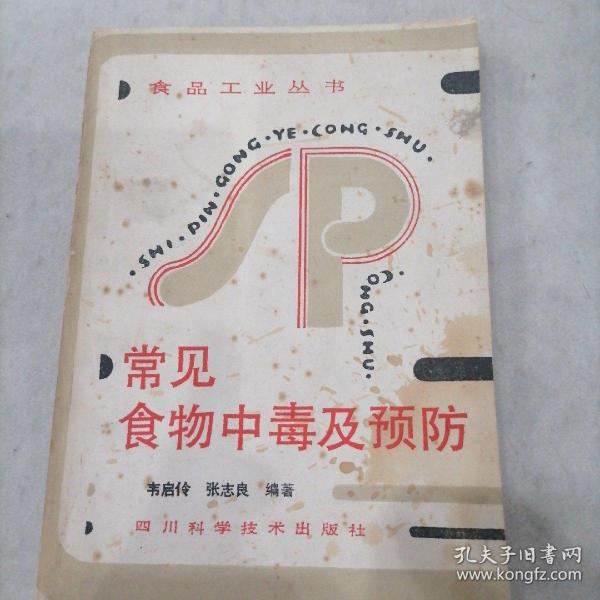 食品工业丛书
·SHI·PIN·GONG·YE·CONG·SHU·
SP
CONG·SHU·
常见
食物中毒及预防
韦启伶 张志良 编著
四川科学技术出版社
孔夫子旧书网
www.kongfz.com